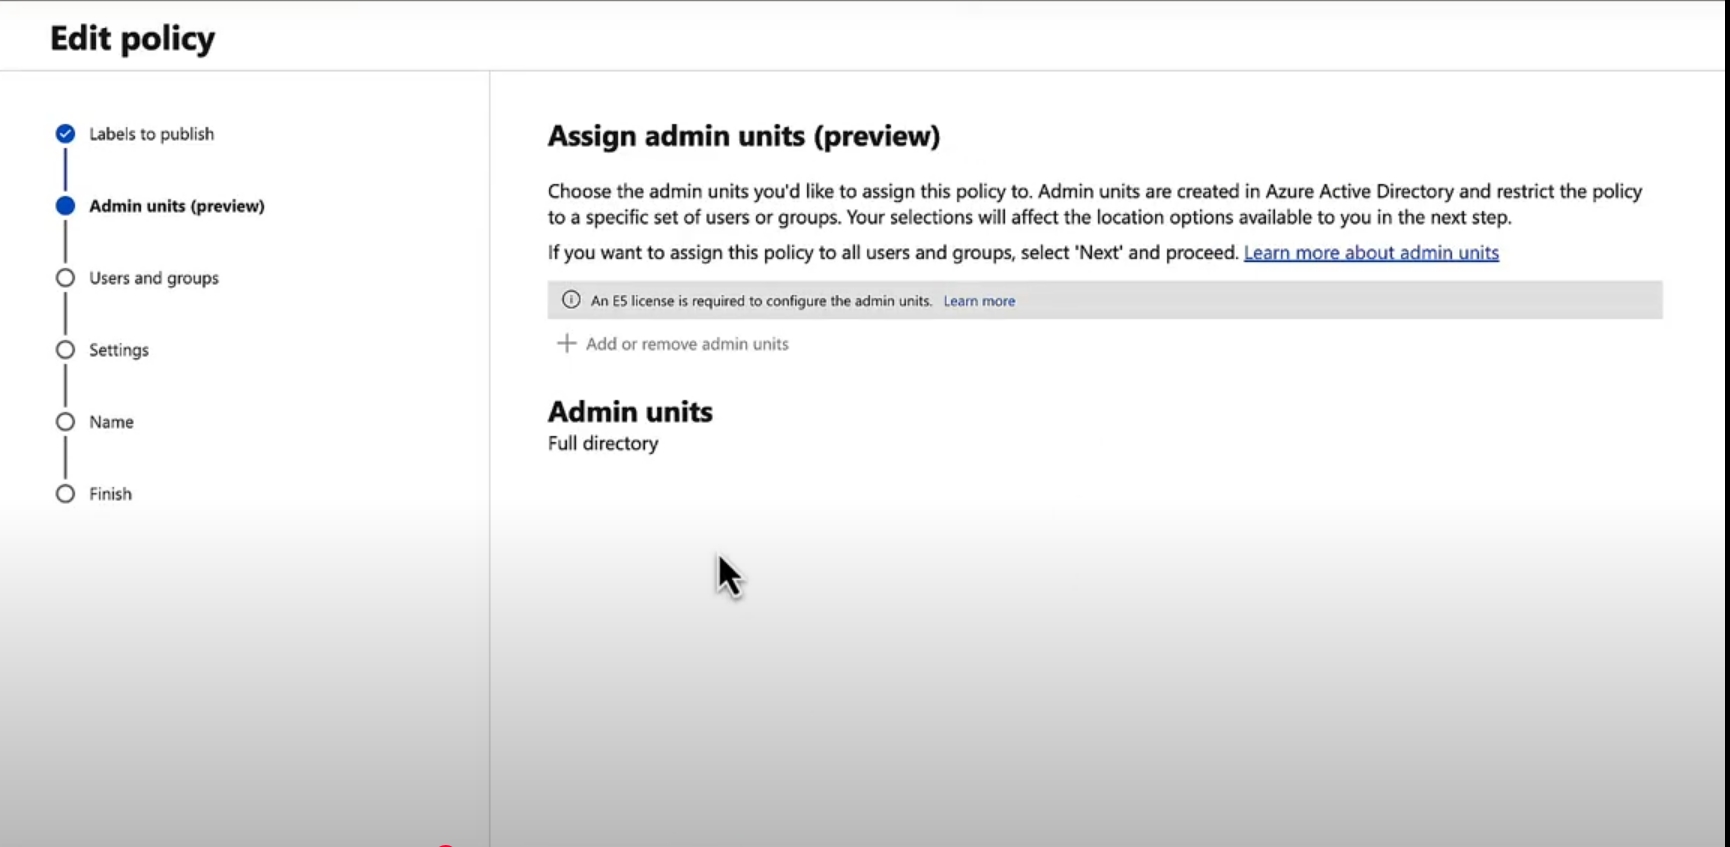 Edit policy
Labels to publish
Admin units (preview)
Users and groups
Settings
Name
Finish
Assign admin units (preview)
Choose the admin units you'd like to assign this policy to. Admin units are created in Azure Active Directory and restrict the policy
to a specific set of users or groups. Your selections will affect the location options available to you in the next step.
If you want to assign this policy to all users and groups, select 'Next' and proceed. Learn more about admin units
An E5 license is required to configure the admin units. Learn more
Add or remove admin units
Admin units
Full directory